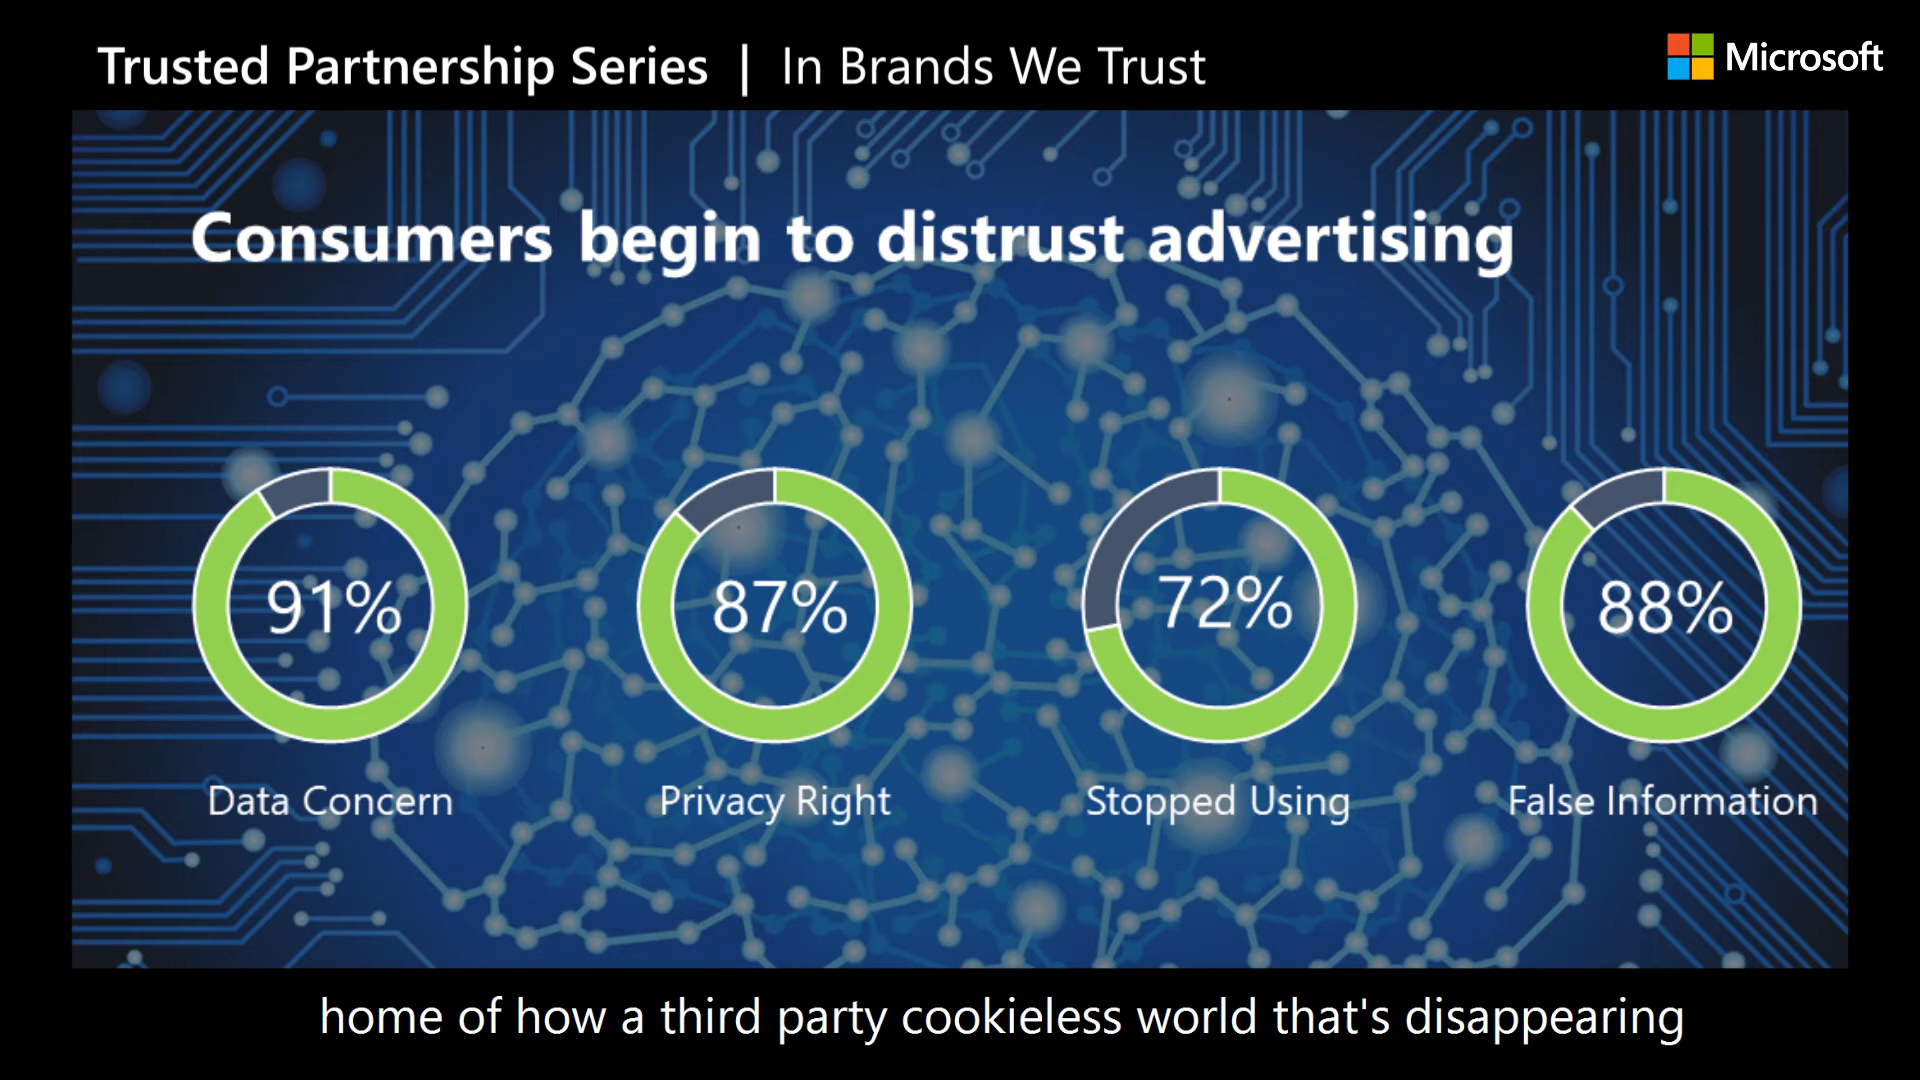 Trusted Partnership Series | In Brands We Trust
Microsoft
Consumers begin to distrust advertising
91%
87%
72%
88%
Data Concern
Privacy Right
Stopped Using
False Information
home of how a third party cookieless world that's disappearing